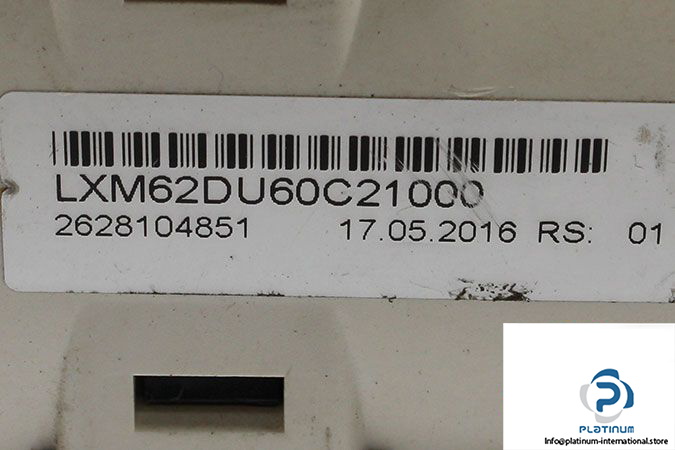 LXM62DU60C21000
2628104851 17.05.2016 RS: 01
PLATINUM
info@platinum-international.store